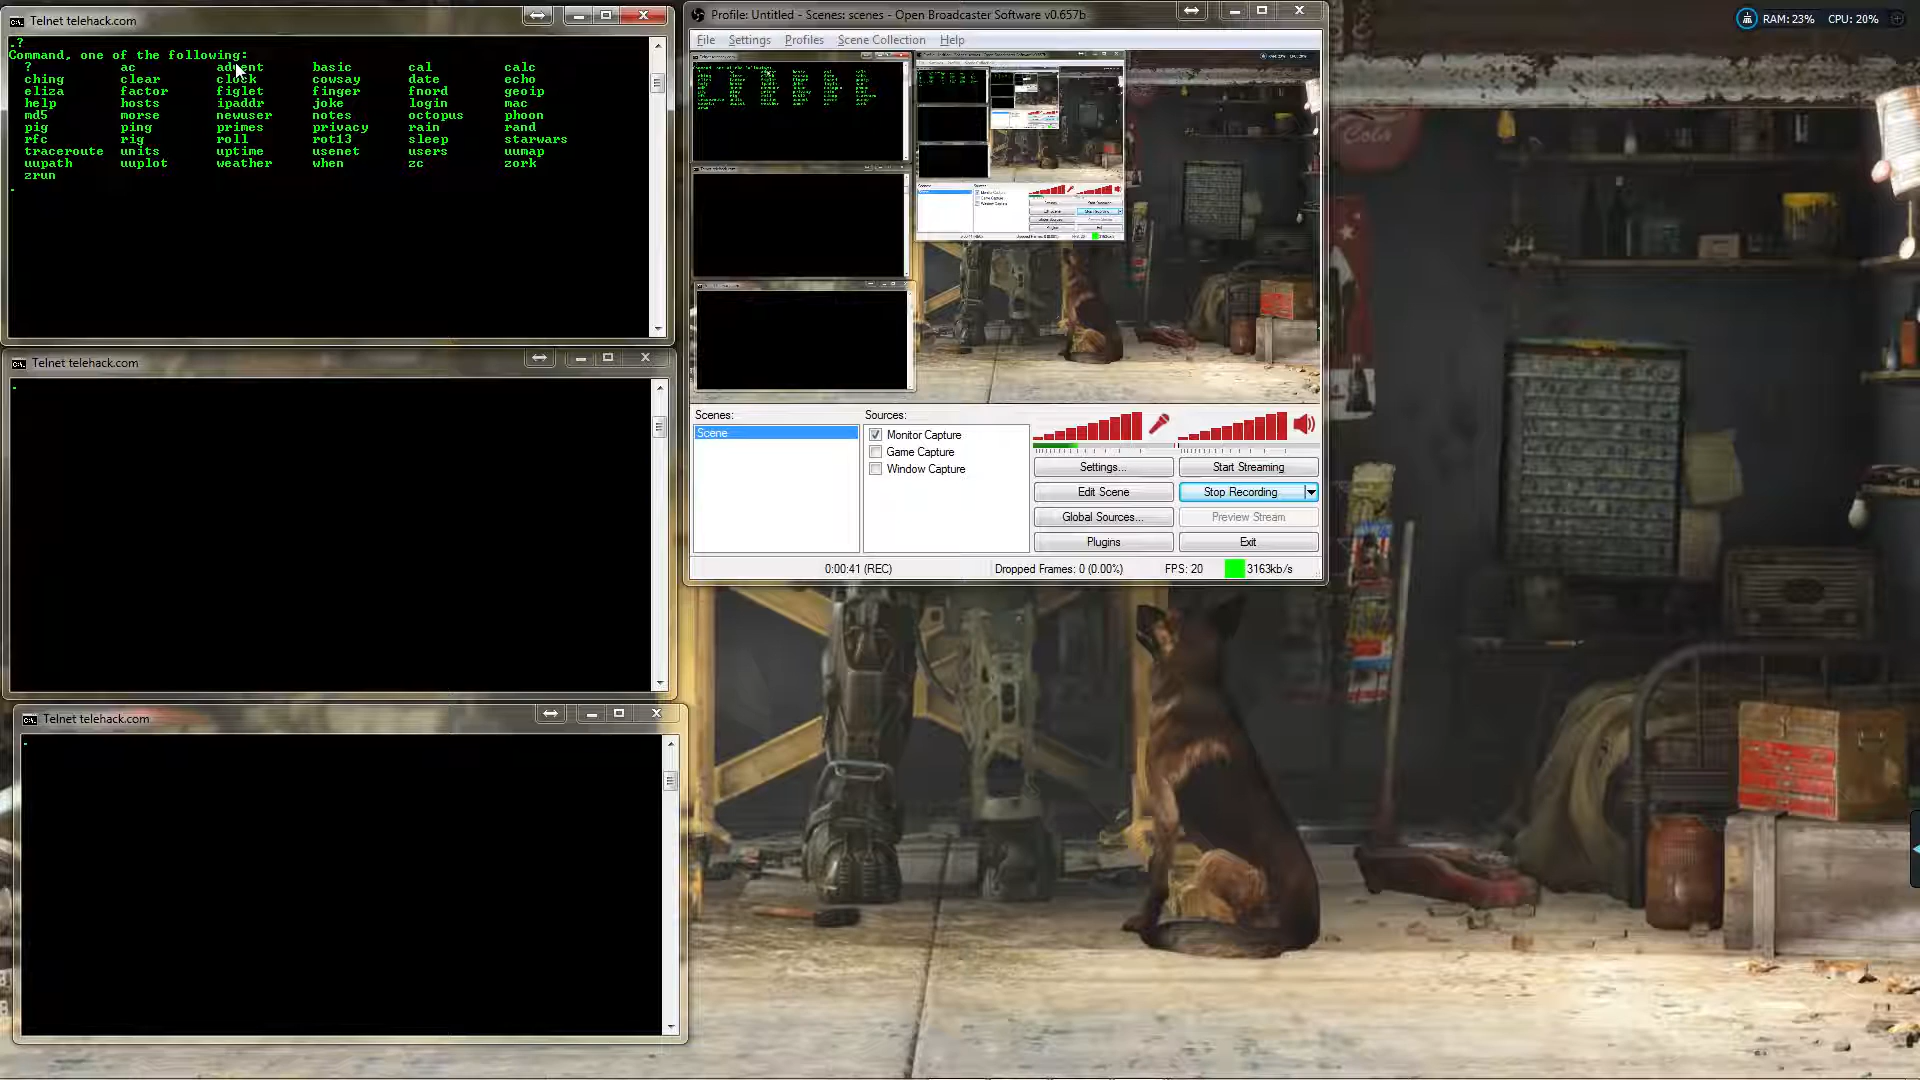 Telnet telehack.com
.?
Command, one of the following:
? ac advent basic cal calc
ching clear clock cowsay date echo
eliza factor figlet finger fnord geoip
help hosts ipaddr joke login mac
md5 morse newuser notes octopus phoon
pig ping primes privacy rain rand
rfc rig roll rot13 sleep starwars
traceroute units uptime usenet users uumap
uupath uuplot weather when zc zork
zrun
.
Telnet telehack.com
.
Telnet telehack.com
.
Profile: Untitled - Scenes: scenes - Open Broadcaster Software v0.657b
File Settings Profiles Scene Collection Help
Scenes:
Scene
Sources:
Monitor Capture
Game Capture
Window Capture
Settings... Start Streaming
Edit Scene Stop Recording
Global Sources... Preview Stream
Plugins Exit
0:00:41 (REC) Dropped Frames: 0 (0.00%) FPS: 20 3163kb/s
RAM: 23% CPU: 20%
Cola